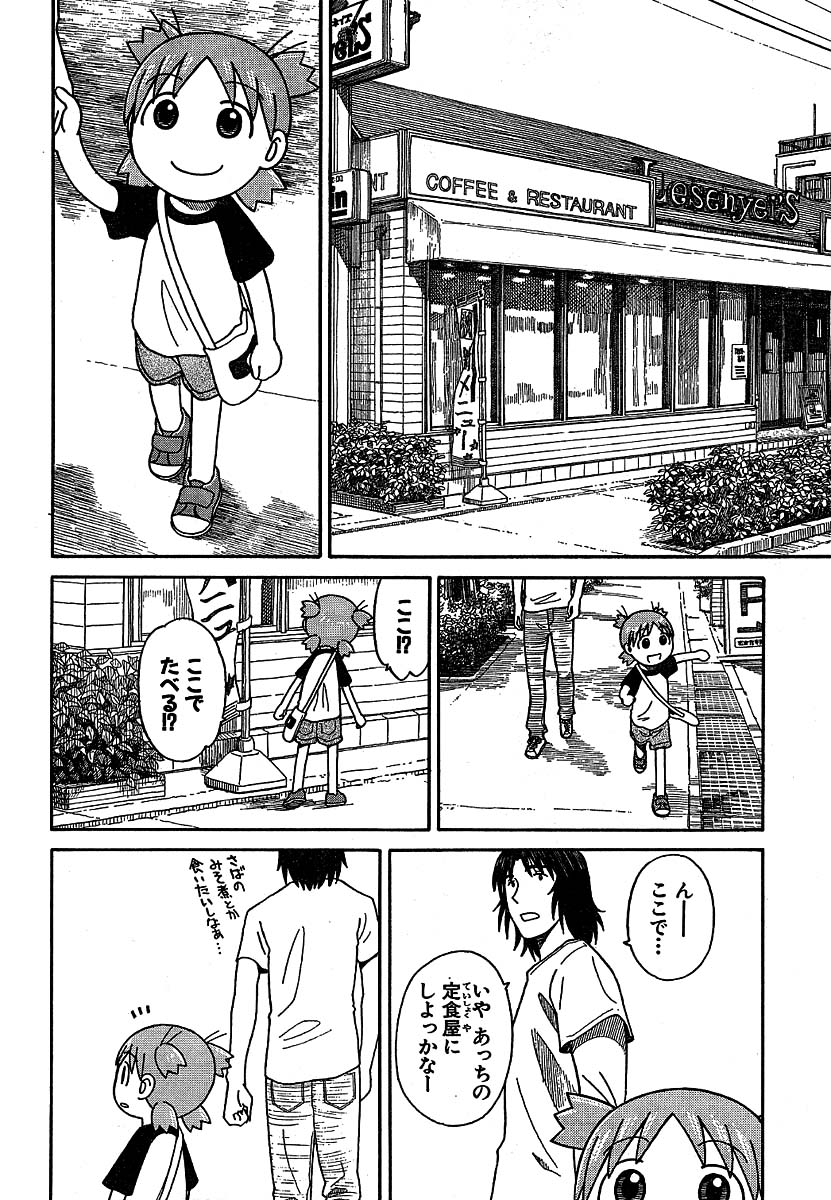 COFFEE & RESTAURANT
Lesenyer's
メニュー
ここ!?
ここで
たべる!?
んー
ここで…
いや あっちの
定食屋に
しよっかなー
さばの
みそ煮とか
食いたいしなぁ…